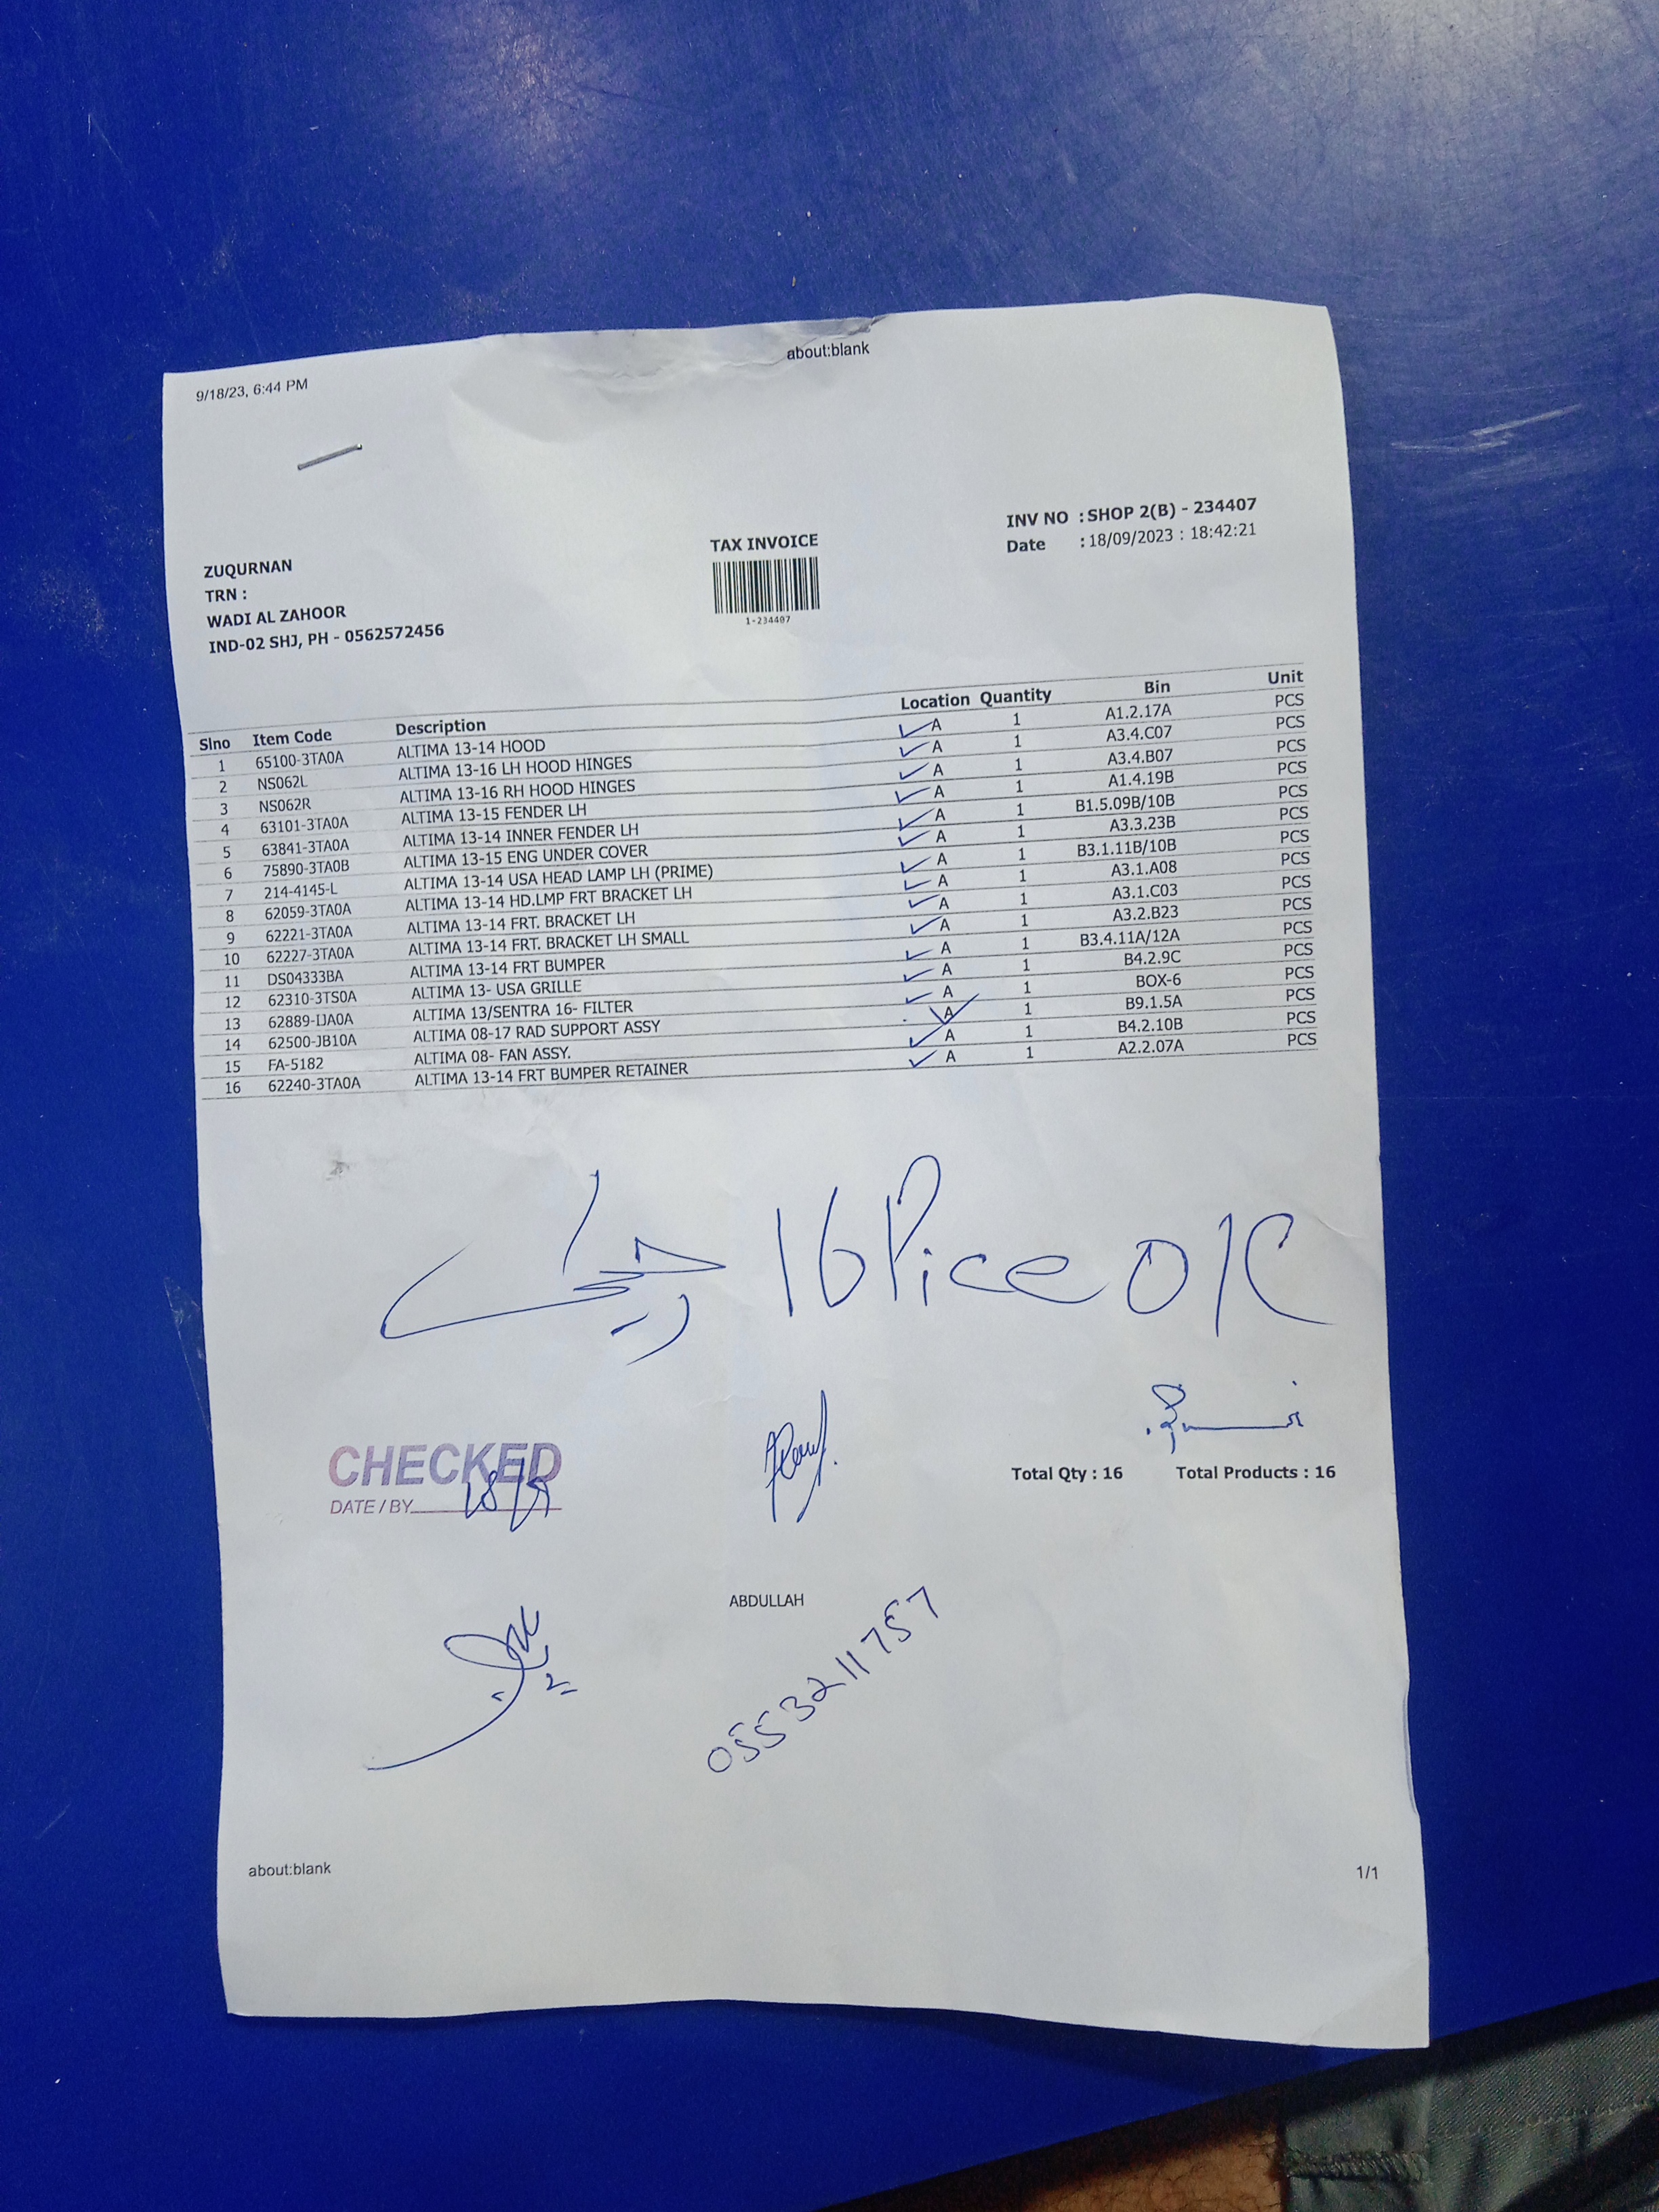 about:blank
9/18/23, 6:44 PM
INV NO : SHOP 2(B) - 234407
Date : 18/09/2023 : 18:42:21
TAX INVOICE
1-234407
ZUQURNAN
TRN :
WADI AL ZAHOOR
IND-02 SHJ, PH - 0562572456
Slno Item Code Description Location Quantity Bin Unit
1 65100-3TA0A ALTIMA 13-14 HOOD A 1 A1.2.17A PCS
2 NS062L ALTIMA 13-16 LH HOOD HINGES A 1 A3.4.C07 PCS
3 NS062R ALTIMA 13-16 RH HOOD HINGES A 1 A3.4.B07 PCS
4 63101-3TA0A ALTIMA 13-15 FENDER LH A 1 A1.4.19B PCS
5 63841-3TA0A ALTIMA 13-14 INNER FENDER LH A 1 B1.5.09B/10B PCS
6 75890-3TA0B ALTIMA 13-15 ENG UNDER COVER A 1 A3.3.23B PCS
7 214-4145-L ALTIMA 13-14 USA HEAD LAMP LH (PRIME) A 1 B3.1.11B/10B PCS
8 62059-3TA0A ALTIMA 13-14 HD.LMP FRT BRACKET LH A 1 A3.1.A08 PCS
9 62221-3TA0A ALTIMA 13-14 FRT. BRACKET LH A 1 A3.1.C03 PCS
10 62227-3TA0A ALTIMA 13-14 FRT. BRACKET LH SMALL A 1 A3.2.B23 PCS
11 DS04333BA ALTIMA 13-14 FRT BUMPER A 1 B3.4.11A/12A PCS
12 62310-3TS0A ALTIMA 13- USA GRILLE A 1 B4.2.9C PCS
13 62889-IJA0A ALTIMA 13/SENTRA 16- FILTER A 1 BOX-6 PCS
14 62500-JB10A ALTIMA 08-17 RAD SUPPORT ASSY A 1 B9.1.5A PCS
15 FA-5182 ALTIMA 08- FAN ASSY. A 1 B4.2.10B PCS
16 62240-3TA0A ALTIMA 13-14 FRT BUMPER RETAINER A 1 A2.2.07A PCS
16 Pice OK
CHECKED
DATE / BY 18/9
Total Qty : 16 Total Products : 16
ABDULLAH
0553211757
about:blank 1/1